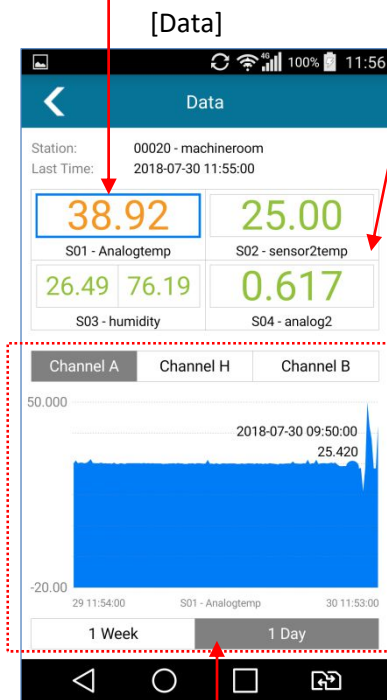 [Data]
4G 100% 11:56
Data
Station: 00020 - machineroom
Last Time: 2018-07-30 11:55:00
38.92 25.00
S01 - Analogtemp S02 - sensor2temp
26.49 76.19 0.617
S03 - humidity S04 - analog2
Channel A Channel H Channel B
50.000
2018-07-30 09:50:00
25.420
-20.00
29 11:54:00 S01 - Analogtemp 30 11:53:00
1 Week 1 Day